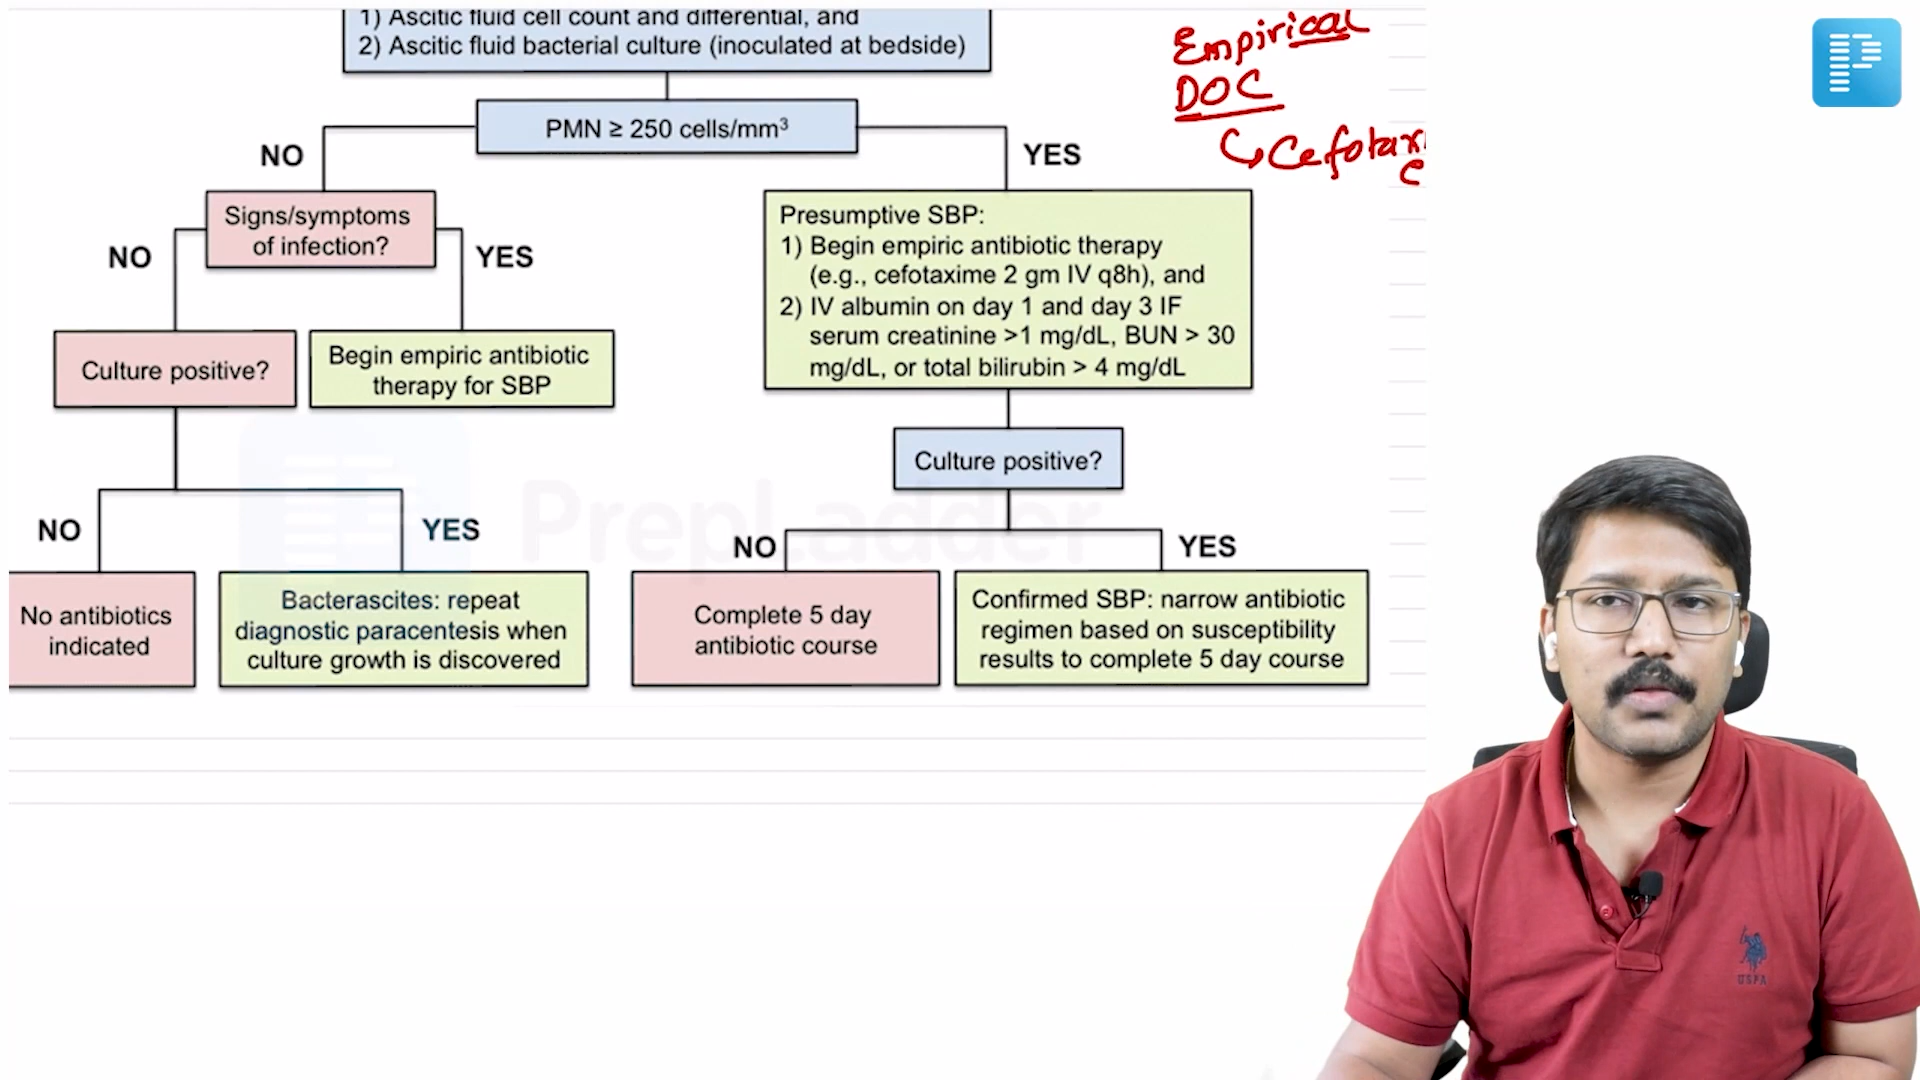 1) Ascitic fluid cell count and differential, and
2) Ascitic fluid bacterial culture (inoculated at bedside)
Empirical
DOC
PMN ≥ 250 cells/mm³
NO
YES
Cefotaxi
e
Signs/symptoms
of infection?
NO
YES
Presumptive SBP:
1) Begin empiric antibiotic therapy
(e.g., cefotaxime 2 gm IV q8h), and
2) IV albumin on day 1 and day 3 IF
serum creatinine >1 mg/dL, BUN > 30
mg/dL, or total bilirubin > 4 mg/dL
Culture positive?
Begin empiric antibiotic
therapy for SBP
Culture positive?
PrepLadder
NO
YES
NO
YES
No antibiotics
indicated
Bacterascites: repeat
diagnostic paracentesis when
culture growth is discovered
Complete 5 day
antibiotic course
Confirmed SBP: narrow antibiotic
regimen based on susceptibility
results to complete 5 day course
USPA